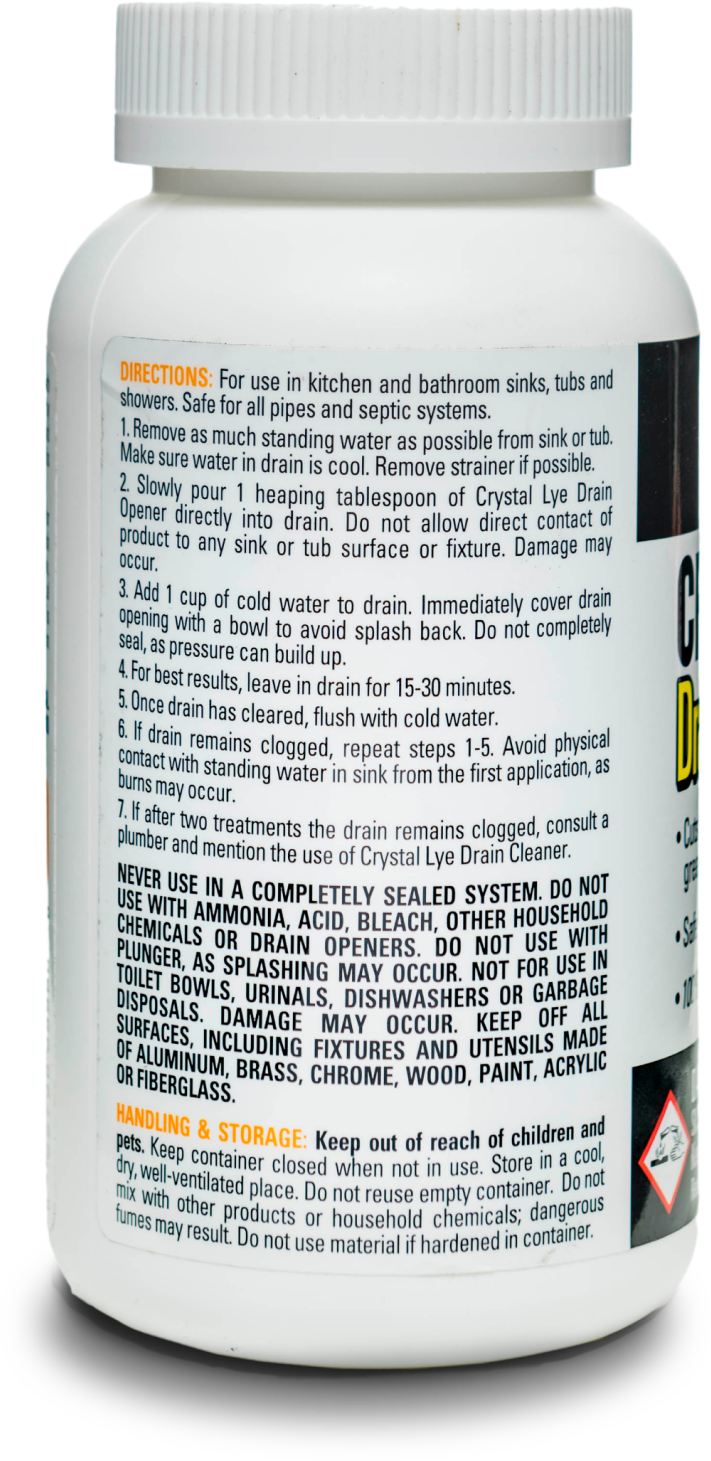 DIRECTIONS: For use in kitchen and bathroom sinks, tubs and
showers. Safe for all pipes and septic systems.
1. Remove as much standing water as possible from sink or tub.
Make sure water in drain is cool. Remove strainer if possible.
2. Slowly pour 1 heaping tablespoon of Crystal Lye Drain
Opener directly into drain. Do not allow direct contact of
product to any sink or tub surface or fixture. Damage may
occur.
3. Add 1 cup of cold water to drain. Immediately cover drain
opening with a bowl to avoid splash back. Do not completely
seal, as pressure can build up.
4. For best results, leave in drain for 15-30 minutes.
5. Once drain has cleared, flush with cold water.
6. If drain remains clogged, repeat steps 1-5. Avoid physical
contact with standing water in sink from the first application, as
burns may occur.
7. If after two treatments the drain remains clogged, consult a
plumber and mention the use of Crystal Lye Drain Cleaner.
NEVER USE IN A COMPLETELY SEALED SYSTEM. DO NOT
USE WITH AMMONIA, ACID, BLEACH, OTHER HOUSEHOLD
CHEMICALS OR DRAIN OPENERS. DO NOT USE WITH
PLUNGER, AS SPLASHING MAY OCCUR. NOT FOR USE IN
TOILET BOWLS, URINALS, DISHWASHERS OR GARBAGE
DISPOSALS. DAMAGE MAY OCCUR. KEEP OFF ALL
SURFACES, INCLUDING FIXTURES AND UTENSILS MADE
OF ALUMINUM, BRASS, CHROME, WOOD, PAINT, ACRYLIC
OR FIBERGLASS.
HANDLING & STORAGE: Keep out of reach of children and
pets. Keep container closed when not in use. Store in a cool,
dry, well-ventilated place. Do not reuse empty container. Do not
mix with other products or household chemicals; dangerous
fumes may result. Do not use material if hardened in container.